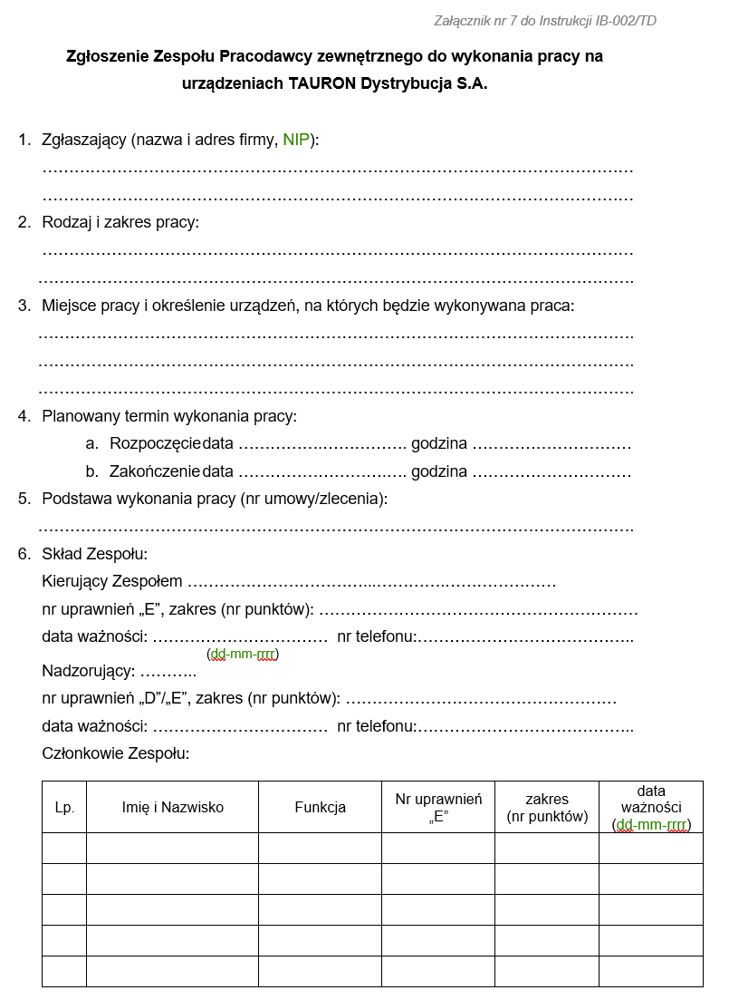 Załącznik nr 7 do Instrukcji IB-002/TD
Zgłoszenie Zespołu Pracodawcy zewnętrznego do wykonania pracy na
urządzeniach TAURON Dystrybucja S.A.
1. Zgłaszający (nazwa i adres firmy, NIP):
…………………………………………………………………………………………………
…………………………………………………………………………………………………
2. Rodzaj i zakres pracy:
…………………………………………………………………………………………………
………………………………………………………………………………………………….
3. Miejsce pracy i określenie urządzeń, na których będzie wykonywana praca:
………………………………………………………………………………………………….
………………………………………………………………………………………………….
………………………………………………………………………………………………….
4. Planowany termin wykonania pracy:
a. Rozpoczęcie data …………….……………. godzina …………………………
b. Zakończenie data …………………………. godzina …………………………
5. Podstawa wykonania pracy (nr umowy/zlecenia):
………………………………………………………………………………………………….
6. Skład Zespołu:
Kierujący Zespołem ……………………………...………….…………………
nr uprawnień „E”, zakres (nr punktów): ……………………………………………………
data ważności: …………………………… nr telefonu:…………………………………..
(dd-mm-rrrr)
Nadzorujący: ………..
nr uprawnień „D”/„E”, zakres (nr punktów): ……………………………………………
data ważności: …………………………… nr telefonu:…………………………………..
Członkowie Zespołu:
Lp. Imię i Nazwisko Funkcja Nr uprawnień „E” zakres (nr punktów) data ważności (dd-mm-rrrr)